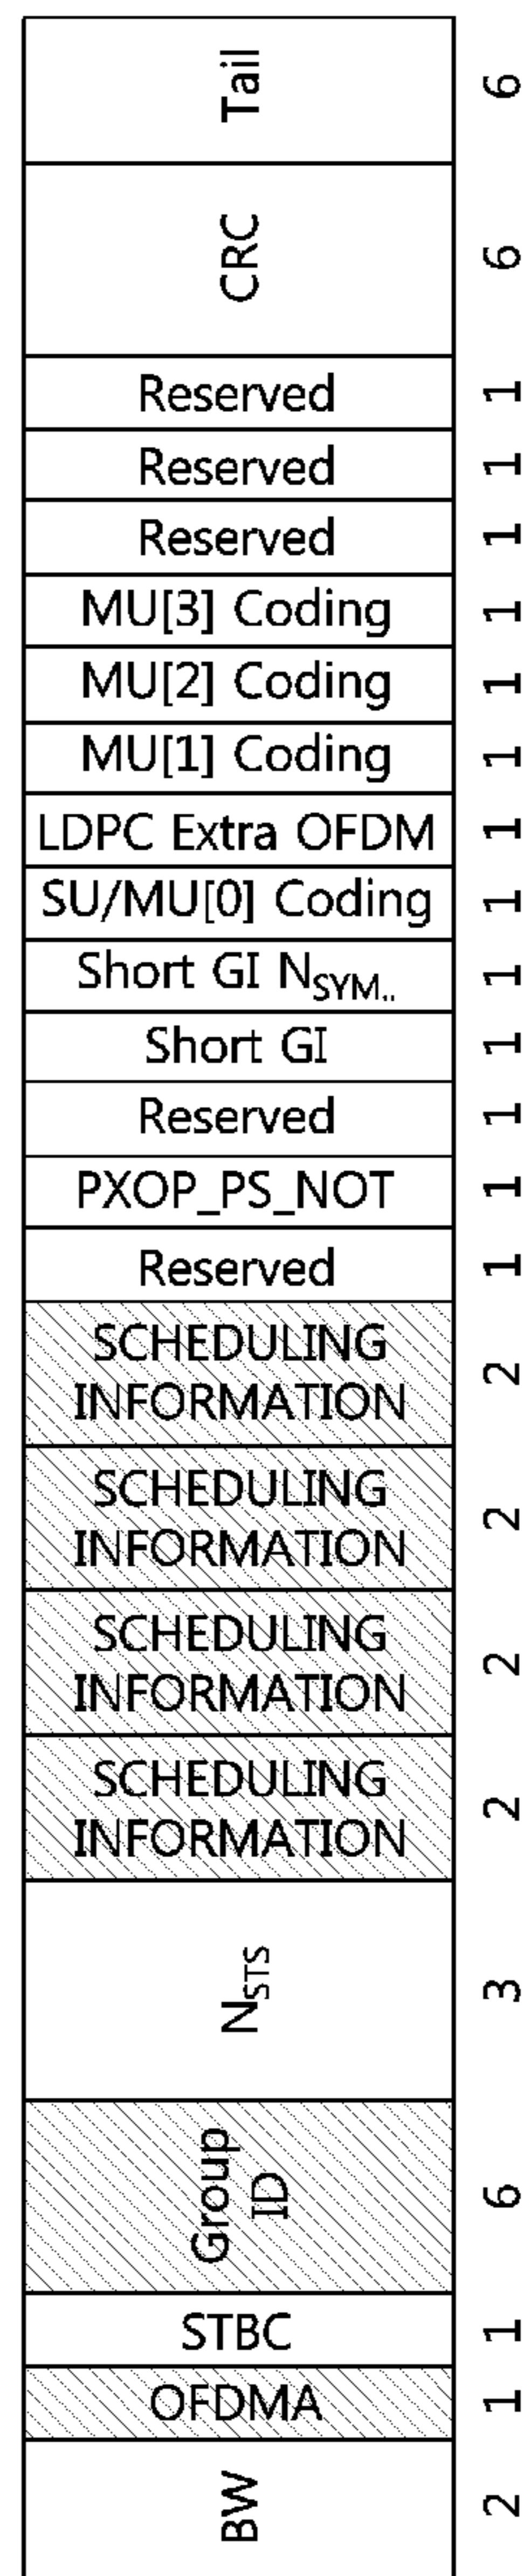 Tail 6
CRC 6
Reserved 1
Reserved 1
Reserved 1
MU[3] Coding 1
MU[2] Coding 1
MU[1] Coding 1
LDPC Extra OFDM 1
SU/MU[0] Coding 1
Short GI NSYM.. 1
Short GI 1
Reserved 1
PXOP_PS_NOT 1
Reserved 1
SCHEDULING
INFORMATION 2
SCHEDULING
INFORMATION 2
SCHEDULING
INFORMATION 2
SCHEDULING
INFORMATION 2
NSTS 3
Group
ID 6
STBC 1
OFDMA 1
BW 2